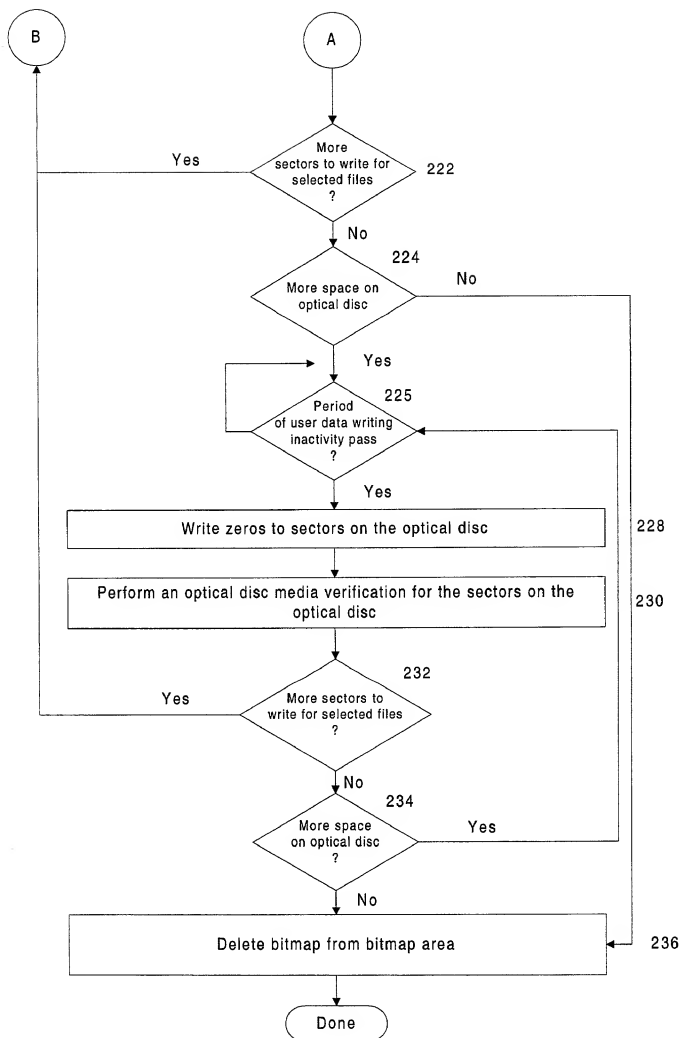 B
A
More
sectors to write for
selected files
?
222
Yes
No
224
More space on
optical disc
No
Yes
225
Period
of user data writing
inactivity pass
?
Yes
Write zeros to sectors on the optical disc
228
Perform an optical disc media verification for the sectors on the
optical disc
230
232
More sectors to
write for selected files
?
Yes
No
234
More space
on optical disc
?
Yes
No
Delete bitmap from bitmap area
236
Done